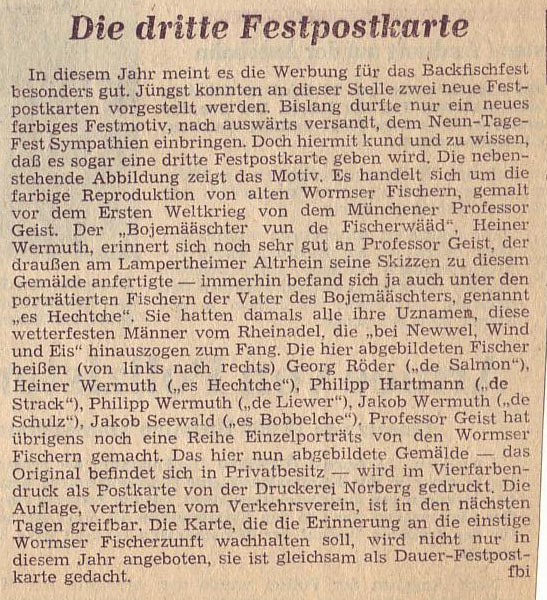 Die dritte Festpostkarte
In diesem Jahr meint es die Werbung für das Backfischfest
besonders gut. Jüngst konnten an dieser Stelle zwei neue Fest-
postkarten vorgestellt werden. Bislang durfte nur ein neues
farbiges Festmotiv, nach auswärts versandt, dem Neun-Tage-
Fest Sympathien einbringen. Doch hiermit kund und zu wissen,
daß es sogar eine dritte Festpostkarte geben wird. Die neben-
stehende Abbildung zeigt das Motiv. Es handelt sich um die
farbige Reproduktion von alten Wormser Fischern, gemalt
vor dem Ersten Weltkrieg von dem Münchener Professor
Geist. Der „Bojemääschter vun de Fischerwääd”, Heiner
Wermuth, erinnert sich noch sehr gut an Professor Geist, der
draußen am Lampertheimer Altrhein seine Skizzen zu diesem
Gemälde anfertigte — immerhin befand sich ja auch unter den
porträtierten Fischern der Vater des Bojemääschters, genannt
„es Hechtche”. Sie hatten damals alle ihre Uznamen, diese
wetterfesten Männer vom Rheinadel, die „bei Newwel, Wind
und Eis” hinauszogen zum Fang. Die hier abgebildeten Fischer
heißen (von links nach rechts) Georg Röder („de Salmon”),
Heiner Wermuth („es Hechtche”), Philipp Hartmann („de
Strack”), Philipp Wermuth („de Liewer”), Jakob Wermuth („de
Schulz”), Jakob Seewald („es Bobbelche”). Professor Geist hat
übrigens noch eine Reihe Einzelporträts von den Wormser
Fischern gemacht. Das hier nun abgebildete Gemälde — das
Original befindet sich in Privatbesitz — wird im Vierfarben-
druck als Postkarte von der Druckerei Norberg gedruckt. Die
Auflage, vertrieben vom Verkehrsverein, ist in den nächsten
Tagen greifbar. Die Karte, die die Erinnerung an die einstige
Wormser Fischerzunft wachhalten soll, wird nicht nur in
diesem Jahr angeboten, sie ist gleichsam als Dauer-Festpost-
karte gedacht. fbi